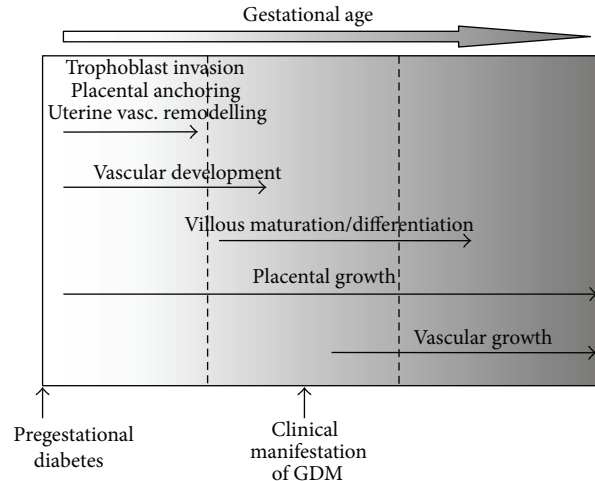 Gestational age
Trophoblast invasion
Placental anchoring
Uterine vasc. remodelling
Vascular development
Villous maturation/differentiation
Placental growth
Vascular growth
Pregestational
diabetes
Clinical
manifestation
of GDM